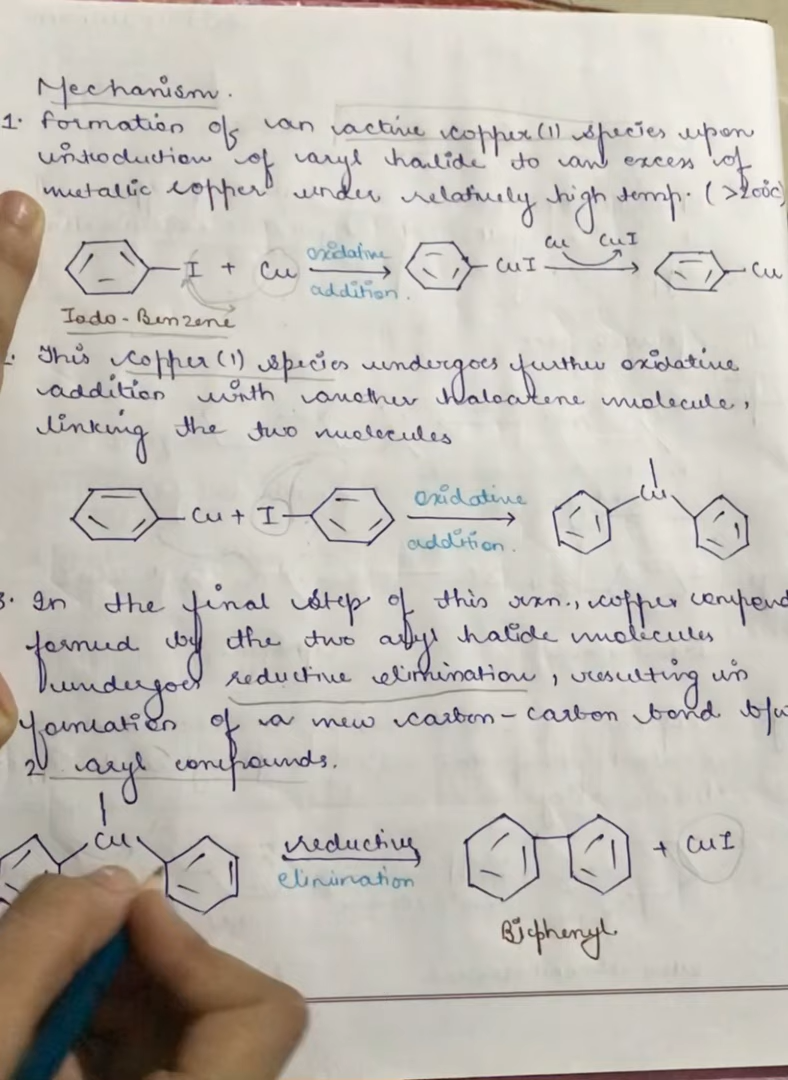 Mechanism.
1. Formation of an active copper (1) species upon
introduction of aryl halide to an excess of
metallic copper under relatively high temp. (>200°C)
I + Cu oxidative addition. CuI Cu CuI Cu
Iodo-Benzene
This copper (1) species undergoes further oxidative
addition with another haloarene molecule,
linking the two molecules
Cu + I oxidative addition. Cu
3. In the final step of this rxn., copper compound
formed by the two aryl halide molecules
undergoes reductive elimination, resulting in
formation of a new carbon-carbon bond b/w
2 aryl compounds.
Cu reductive elimination + CuI
Biphenyl